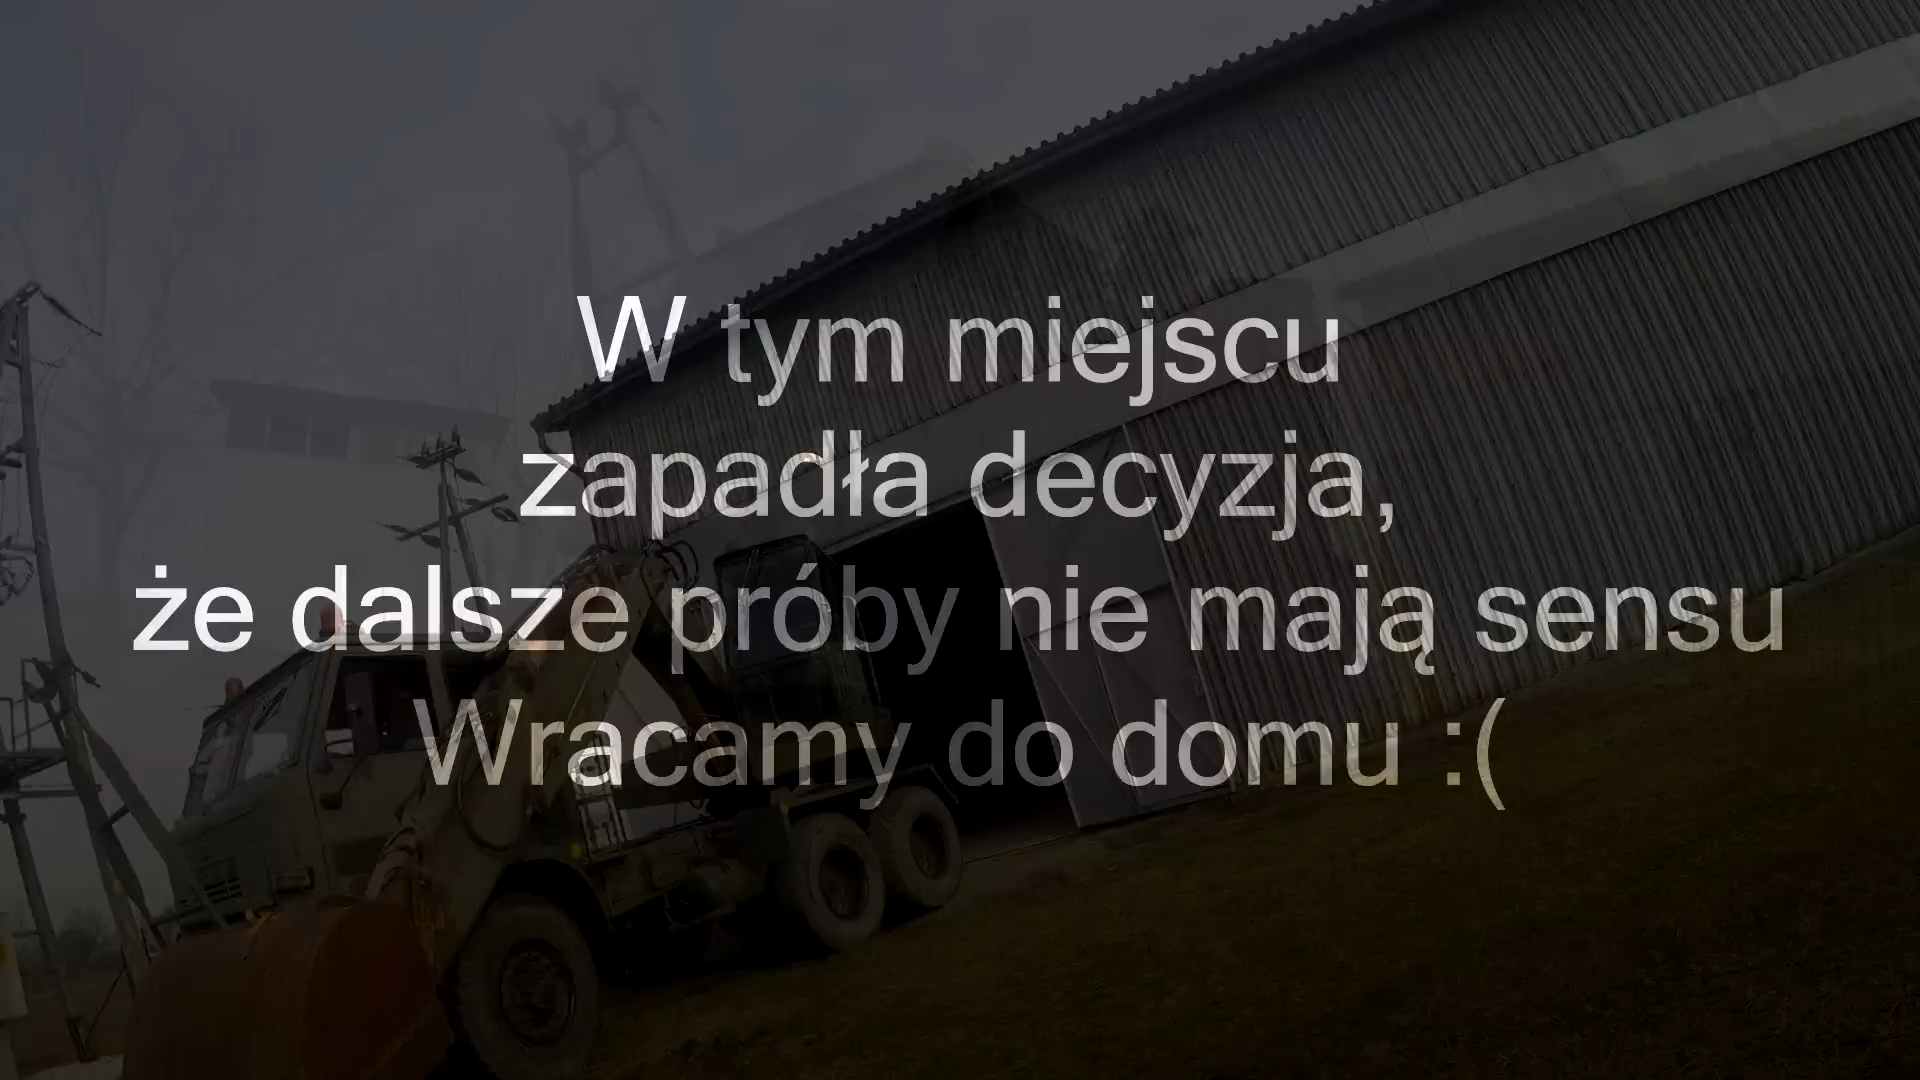 W tym miejscu
zapadła decyzja,
że dalsze próby nie mają sensu
Wracamy do domu :(